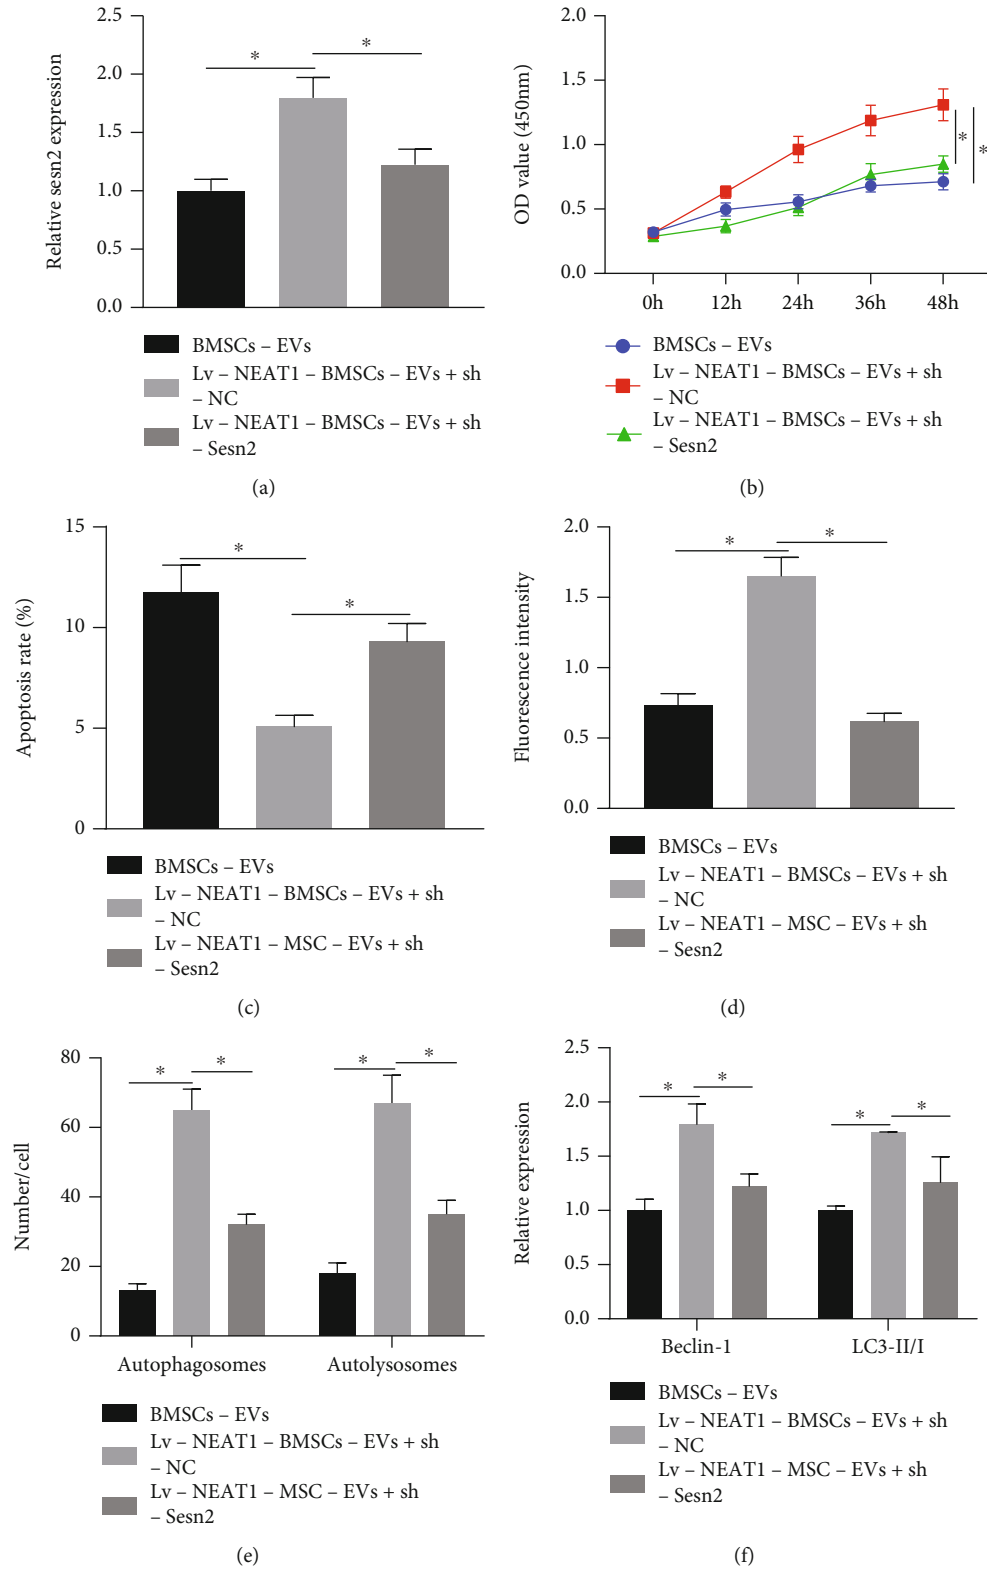 2.5
2.0
1.5
1.0
0.5
0.0
Relative sesn2 expression
* *
BMSCs – EVs
Lv – NEAT1 – BMSCs – EVs + sh
– NC
Lv – NEAT1 – BMSCs – EVs + sh
– Sesn2
(a)
2.0
1.5
1.0
0.5
0.0
OD value (450nm)
* *
0h 12h 24h 36h 48h
BMSCs – EVs
Lv – NEAT1 – BMSCs – EVs + sh
– NC
Lv – NEAT1 – BMSCs – EVs + sh
– Sesn2
(b)
15
10
5
0
Apoptosis rate (%)
* *
BMSCs – EVs
Lv – NEAT1 – BMSCs – EVs + sh
– NC
Lv – NEAT1 – MSC – EVs + sh
– Sesn2
(c)
2.0
1.5
1.0
0.5
0.0
Fluorescence intensity
* *
BMSCs – EVs
Lv – NEAT1 – BMSCs – EVs + sh
– NC
Lv – NEAT1 – MSC – EVs + sh
– Sesn2
(d)
80
60
40
20
0
Number/cell
* * * *
Autophagosomes Autolysosomes
BMSCs – EVs
Lv – NEAT1 – BMSCs – EVs + sh
– NC
Lv – NEAT1 – MSC – EVs + sh
– Sesn2
(e)
2.5
2.0
1.5
1.0
0.5
0.0
Relative expression
* * * *
Beclin-1 LC3-II/I
BMSCs – EVs
Lv – NEAT1 – BMSCs – EVs + sh
– NC
Lv – NEAT1 – MSC – EVs + sh
– Sesn2
(f)